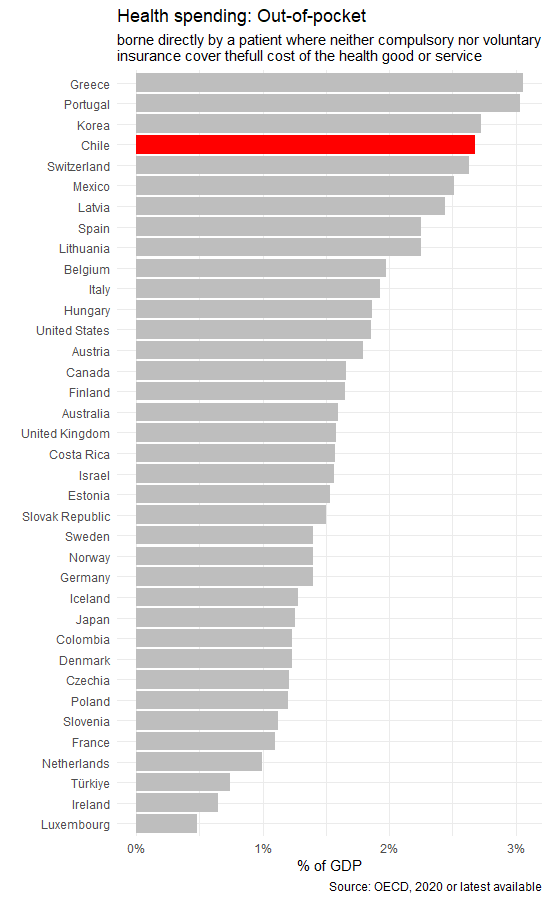 Health spending: Out-of-pocket
borne directly by a patient where neither compulsory nor voluntary
insurance cover thefull cost of the health good or service
Greece
Portugal
Korea
Chile
Switzerland
Mexico
Latvia
Spain
Lithuania
Belgium
Italy
Hungary
United States
Austria
Canada
Finland
Australia
United Kingdom
Costa Rica
Israel
Estonia
Slovak Republic
Sweden
Norway
Germany
Iceland
Japan
Colombia
Denmark
Czechia
Poland
Slovenia
France
Netherlands
Türkiye
Ireland
Luxembourg
0% 1% 2% 3%
% of GDP
Source: OECD, 2020 or latest available